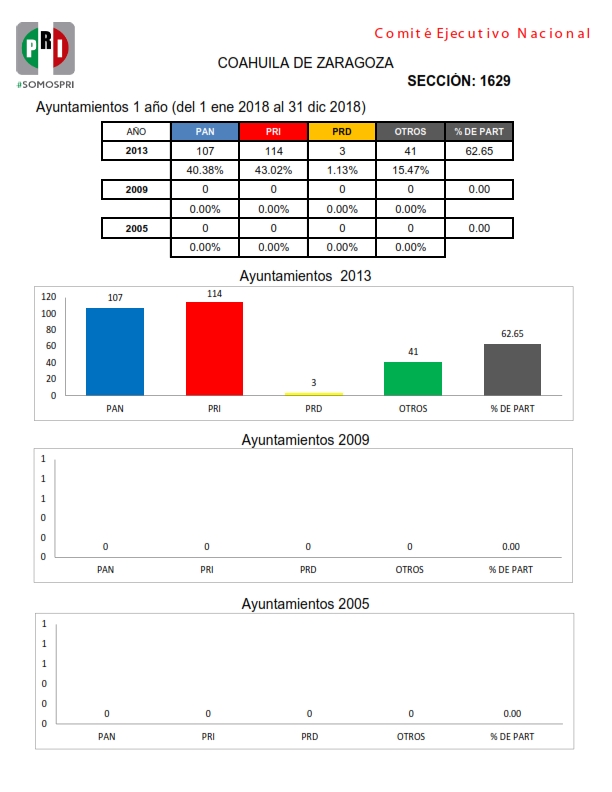 Comité Ejecutivo Nacional
PRI
#SOMOSPRI
COAHUILA DE ZARAGOZA
SECCIÓN: 1629
Ayuntamientos 1 año (del 1 ene 2018 al 31 dic 2018)
AÑO PAN PRI PRD OTROS % DE PART
2013 107 114 3 41 62.65
40.38% 43.02% 1.13% 15.47%
2009 0 0 0 0 0.00
0.00% 0.00% 0.00% 0.00%
2005 0 0 0 0 0.00
0.00% 0.00% 0.00% 0.00%
Ayuntamientos 2013
120
100
80
60
40
20
0
107 114 3 41 62.65
PAN PRI PRD OTROS % DE PART
Ayuntamientos 2009
1
1
1
0
0
0
0 0 0 0 0.00
PAN PRI PRD OTROS % DE PART
Ayuntamientos 2005
1
1
1
0
0
0
0 0 0 0 0.00
PAN PRI PRD OTROS % DE PART